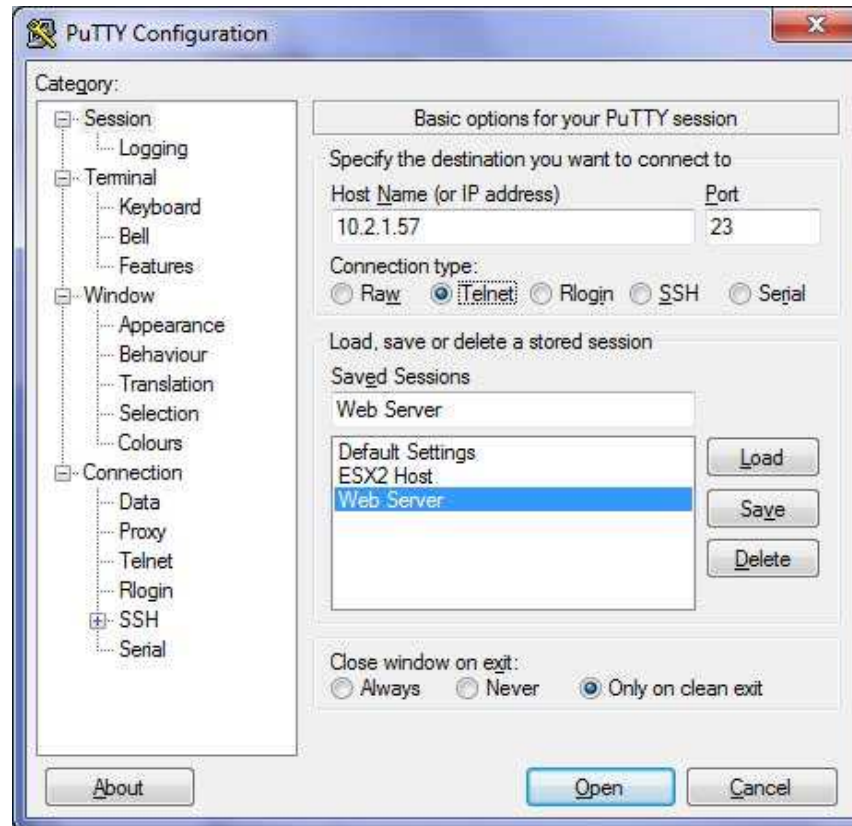 PuTTY Configuration
Category:
Session
Logging
Terminal
Keyboard
Bell
Features
Window
Appearance
Behaviour
Translation
Selection
Colours
Connection
Data
Proxy
Telnet
Rlogin
SSH
Serial
Basic options for your PuTTY session
Specify the destination you want to connect to
Host Name (or IP address) Port
10.2.1.57 23
Connection type:
Raw Telnet Rlogin SSH Serial
Load, save or delete a stored session
Saved Sessions
Web Server
Default Settings
ESX2 Host
Web Server
Load
Save
Delete
Close window on exit:
Always Never Only on clean exit
About Open Cancel